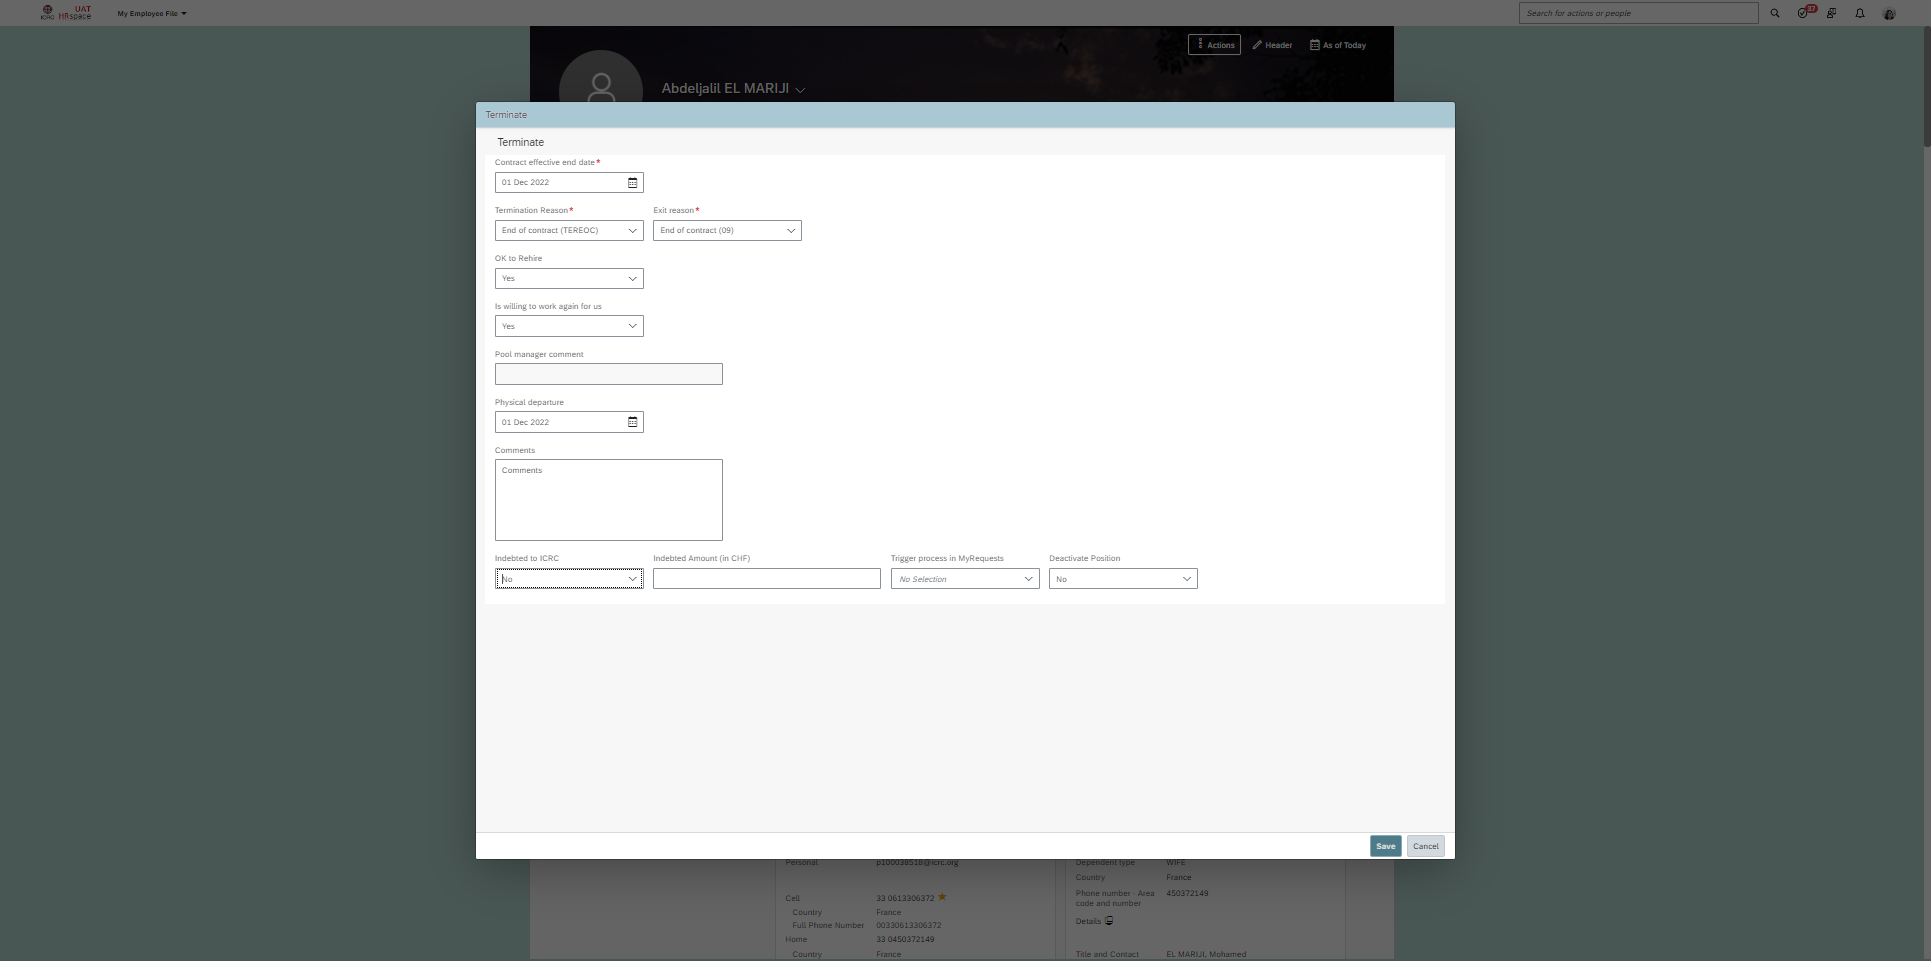 ICRC UAT HRspace My Employee File Search for actions or people 37
Actions Header As of Today
Abdeljalil EL MARIJI
Terminate
Terminate
Contract effective end date*
01 Dec 2022
Termination Reason* Exit reason*
End of contract (TEREOC) End of contract (09)
OK to Rehire
Yes
Is willing to work again for us
Yes
Pool manager comment
Physical departure
01 Dec 2022
Comments
Comments
Indebted to ICRC Indebted Amount (in CHF) Trigger process in MyRequests Deactivate Position
No No Selection No
Save Cancel
Personal p100038518@icrc.org Dependent type WIFE
Country France
Phone number - Area code and number 450372149
Cell 33 0613306372
Country France
Details
Full Phone Number 00330613306372
Home 33 0450372149
Country France Title and Contact EL MARIJI, Mohamed